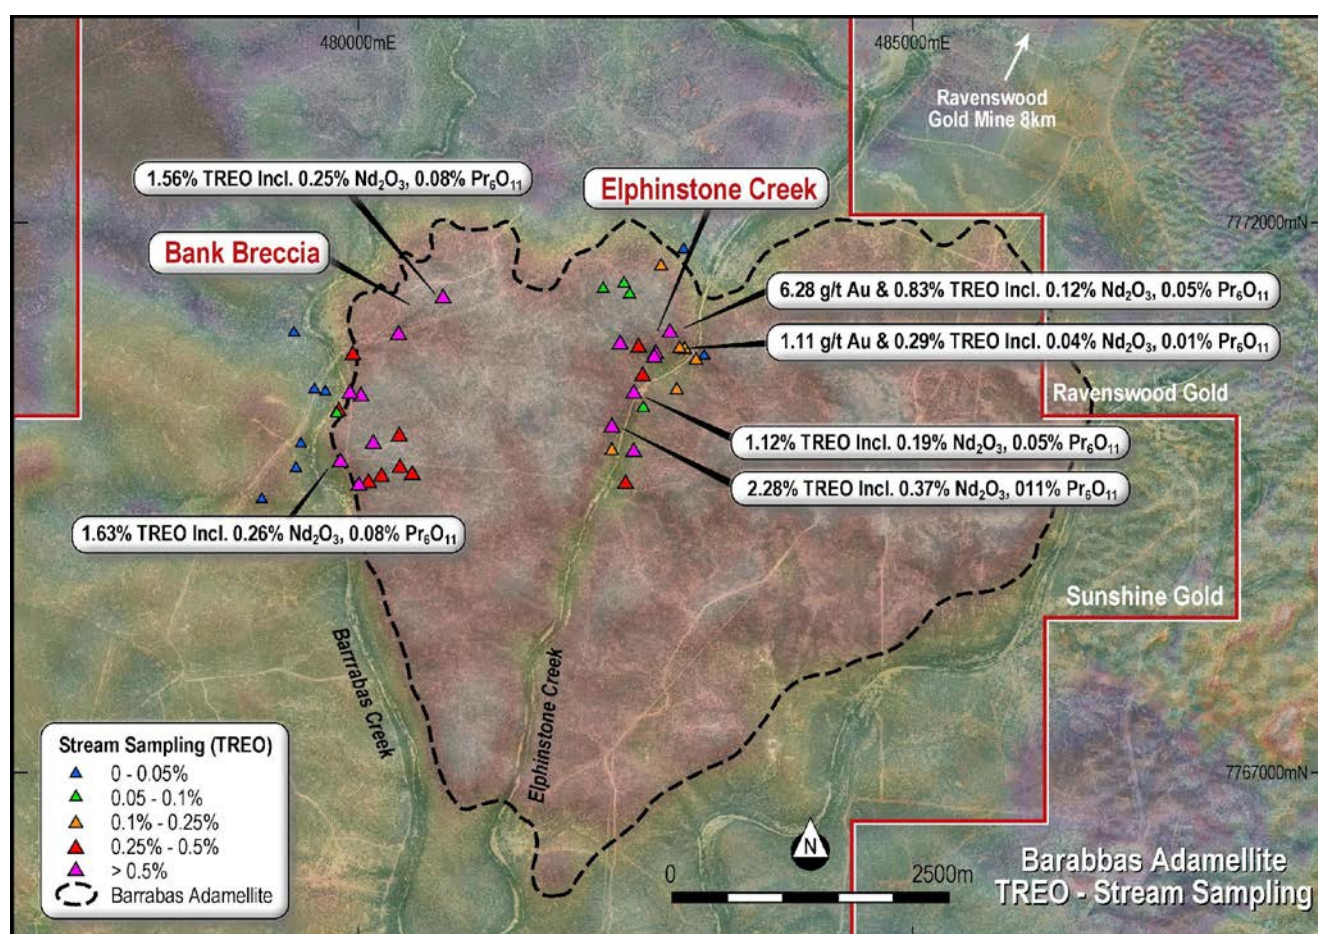 480000mE
485000mE
Ravenswood
Gold Mine 8km
1.56% TREO Incl. 0.25% Nd₂O₃, 0.08% Pr₆O₁₁
Elphinstone Creek
7772000mN
Bank Breccia
6.28 g/t Au & 0.83% TREO Incl. 0.12% Nd₂O₃, 0.05% Pr₆O₁₁
1.11 g/t Au & 0.29% TREO Incl. 0.04% Nd₂O₃, 0.01% Pr₆O₁₁
Ravenswood Gold
1.12% TREO Incl. 0.19% Nd₂O₃, 0.05% Pr₆O₁₁
2.28% TREO Incl. 0.37% Nd₂O₃, 011% Pr₆O₁₁
1.63% TREO Incl. 0.26% Nd₂O₃, 0.08% Pr₆O₁₁
Sunshine Gold
Barrrabas Creek
Elphinstone Creek
Stream Sampling (TREO)
0 - 0.05%
0.05 - 0.1%
0.1% - 0.25%
0.25% - 0.5%
> 0.5%
Barrabas Adamellite
7767000mN
N
0
2500m
Barabbas Adamellite
TREO - Stream Sampling